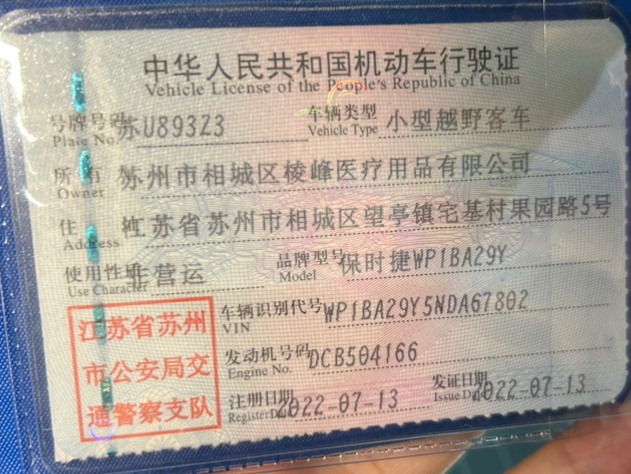 中华人民共和国机动车行驶证
Vehicle License of the People's Republic of China
号牌号码 苏U893Z3 车辆类型 小型越野客车
Plate No. Vehicle Type
所有人 苏州市相城区棱峰医疗用品有限公司
Owner
住址 江苏省苏州市相城区望亭镇宅基村果园路5号
Address
使用性质 非营运 品牌型号 保时捷WP1BA29Y
Use Character Model
江苏省苏州 车辆识别代号 WP1BA29Y5NDA67802
VIN
市公安局交 发动机号码 DCB504166
Engine No.
通警察支队 注册日期 2022-07-13 发证日期 2022-07-13
Register Date Issue Date